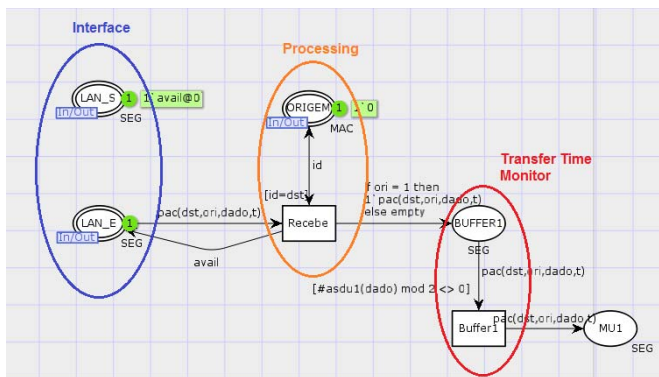 Interface
Processing
LAN_S
1
1`avail@0
In/Out
SEG
ORIGEM
1
1`0
In/Out
MAC
id
Transfer Time
Monitor
[id=dst]
if ori = 1 then
1`pac(dst,ori,dado,t)
else empty
LAN_E
1
pac(dst,ori,dado,t)
Recebe
BUFFER1
In/Out
SEG
avail
SEG
pac(dst,ori,dado,t)
[#asdu1(dado) mod 2 <> 0]
Buffer1
pac(dst,ori,dado,t)
MU1
SEG